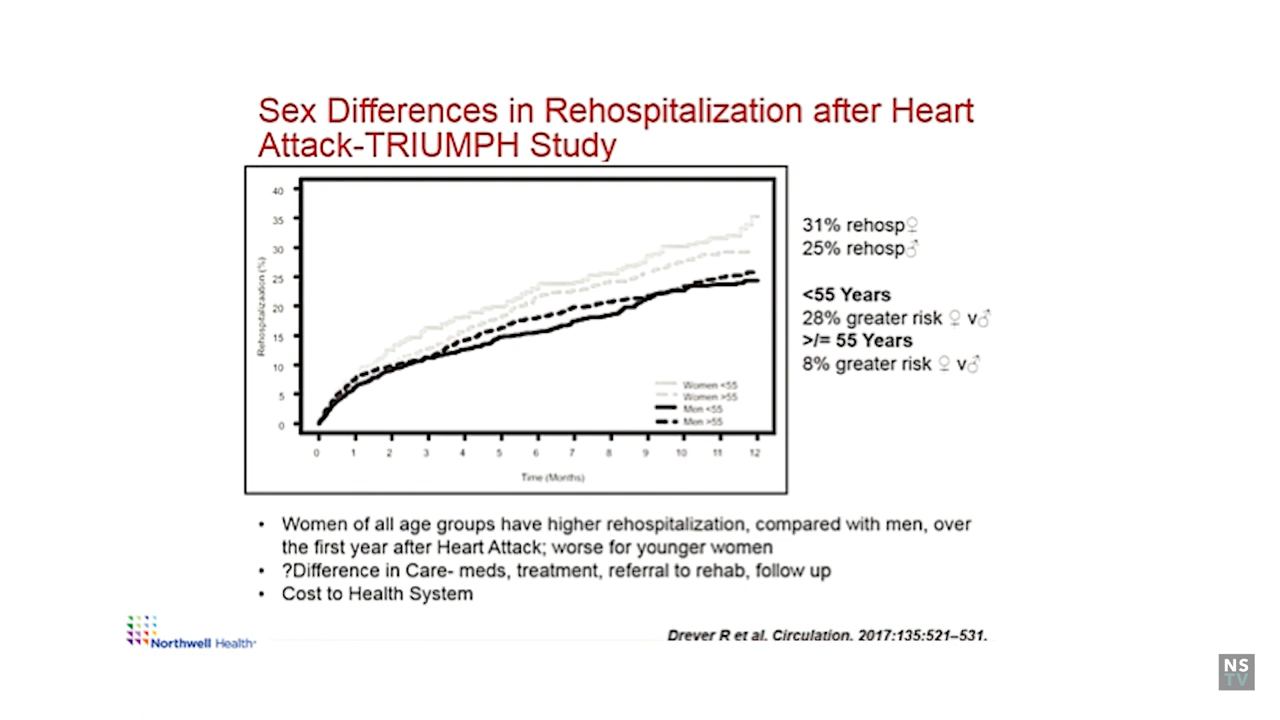 Sex Differences in Rehospitalization after Heart
Attack-TRIUMPH Study
40
35
30
25
20
15
10
5
0
Rehospitalizaation (%)
0 1 2 3 4 5 6 7 8 9 10 11 12
Time (Months)
Women <55
Women >55
Men <55
Men >55
31% rehosp♀
25% rehosp♂
<55 Years
28% greater risk ♀ v♂
>/= 55 Years
8% greater risk ♀ v♂
• Women of all age groups have higher rehospitalization, compared with men, over
the first year after Heart Attack; worse for younger women
• ?Difference in Care- meds, treatment, referral to rehab, follow up
• Cost to Health System
Northwell Health
Drever R et al. Circulation. 2017:135:521–531.
NS
TV